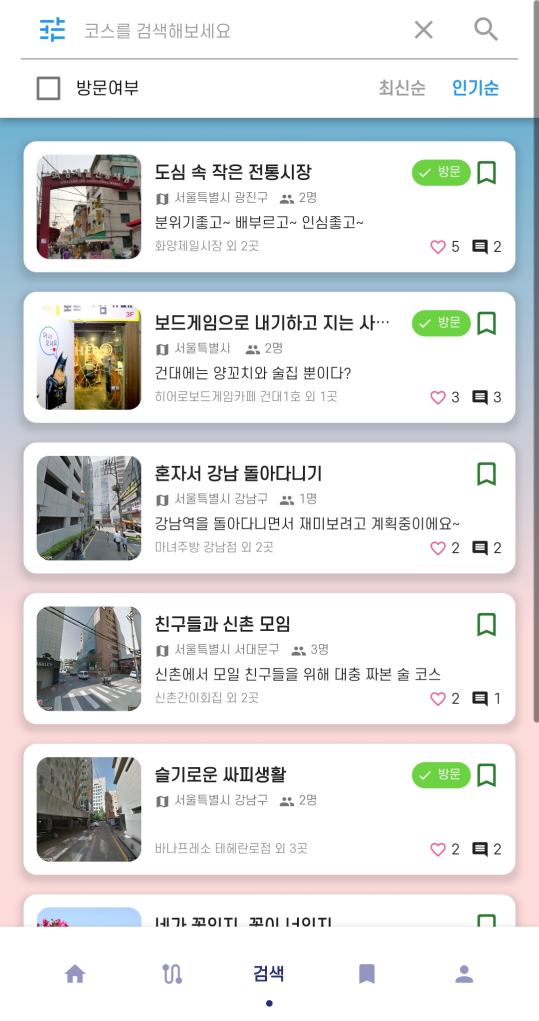 코스를 검색해보세요
방문여부
최신순 인기순
도심 속 작은 전통시장
방문
서울특별시 광진구 2명
분위기좋고~ 배부르고~ 인심좋고~
화양제일시장 외 2곳
5 2
3F
보드게임으로 내기하고 지는 사…
방문
서울특별시 2명
건대에는 양꼬치와 술집 뿐이다?
히어로보드게임카페 건대1호 외 1곳
3 3
혼자서 강남 돌아다니기
서울특별시 강남구 1명
강남역을 돌아다니면서 재미보려고 계획중이에요~
마녀주방 강남점 외 2곳
2 2
친구들과 신촌 모임
서울특별시 서대문구 3명
신촌에서 모일 친구들을 위해 대충 짜본 술 코스
신촌간이회집 외 2곳
2 1
슬기로운 싸피생활
방문
서울특별시 강남구 2명
바나프레소 테헤란로점 외 3곳
2 2
네가 꽃인지, 꽃이 너인지
검색